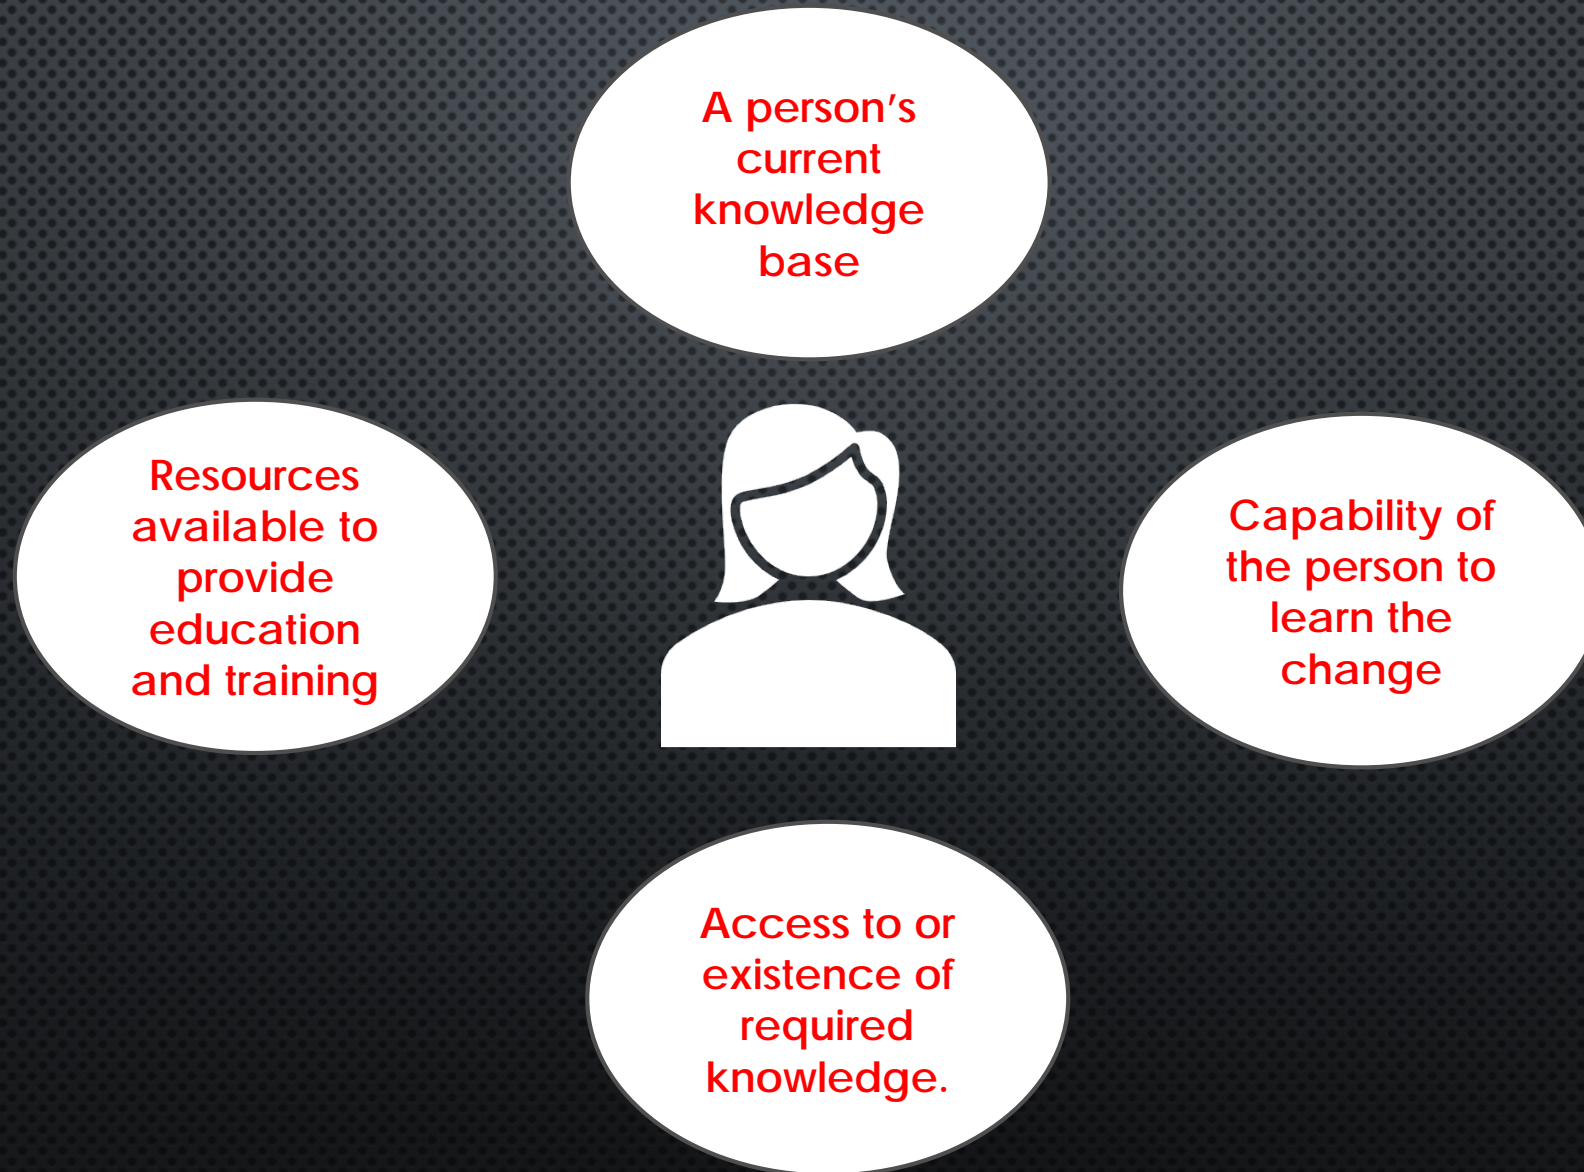 A person’s
current
knowledge
base
Resources
available to
provide
education
and training
Capability of
the person to
learn the
change
Access to or
existence of
required
knowledge.